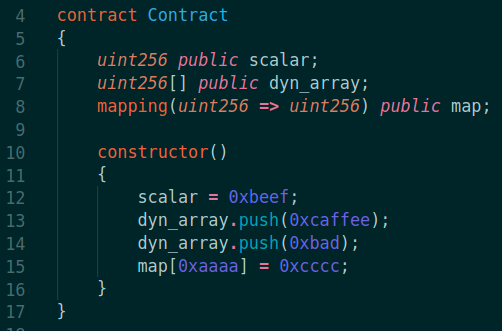 4 contract Contract
5 {
6 uint256 public scalar;
7 uint256[] public dyn_array;
8 mapping(uint256 => uint256) public map;
9
10 constructor()
11 {
12 scalar = 0xbeef;
13 dyn_array.push(0xcaffee);
14 dyn_array.push(0xbad);
15 map[0xaaaa] = 0xcccc;
16 }
17 }